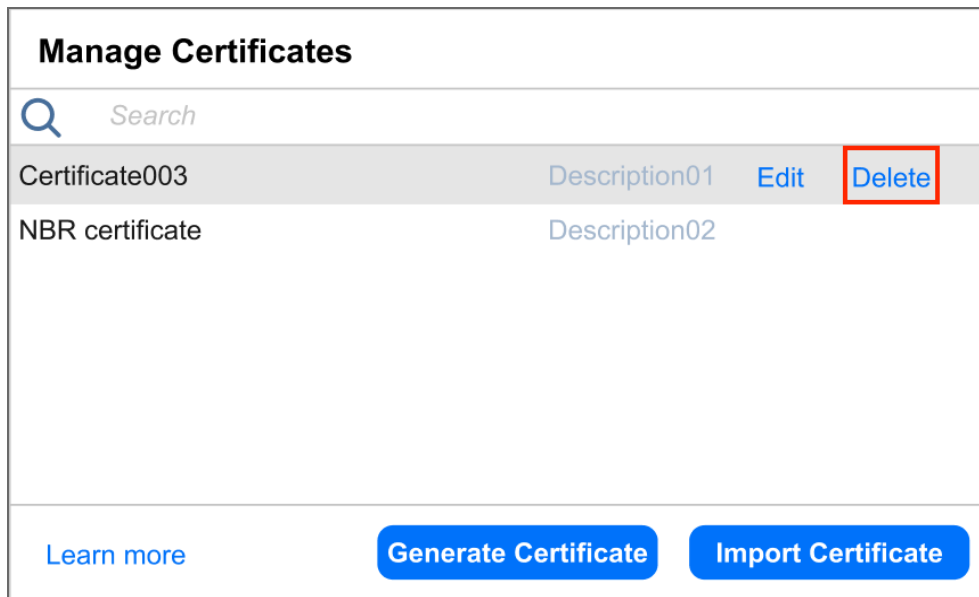 Manage Certificates
Search
Certificate003 Description01 Edit Delete
NBR certificate Description02
Learn more Generate Certificate Import Certificate